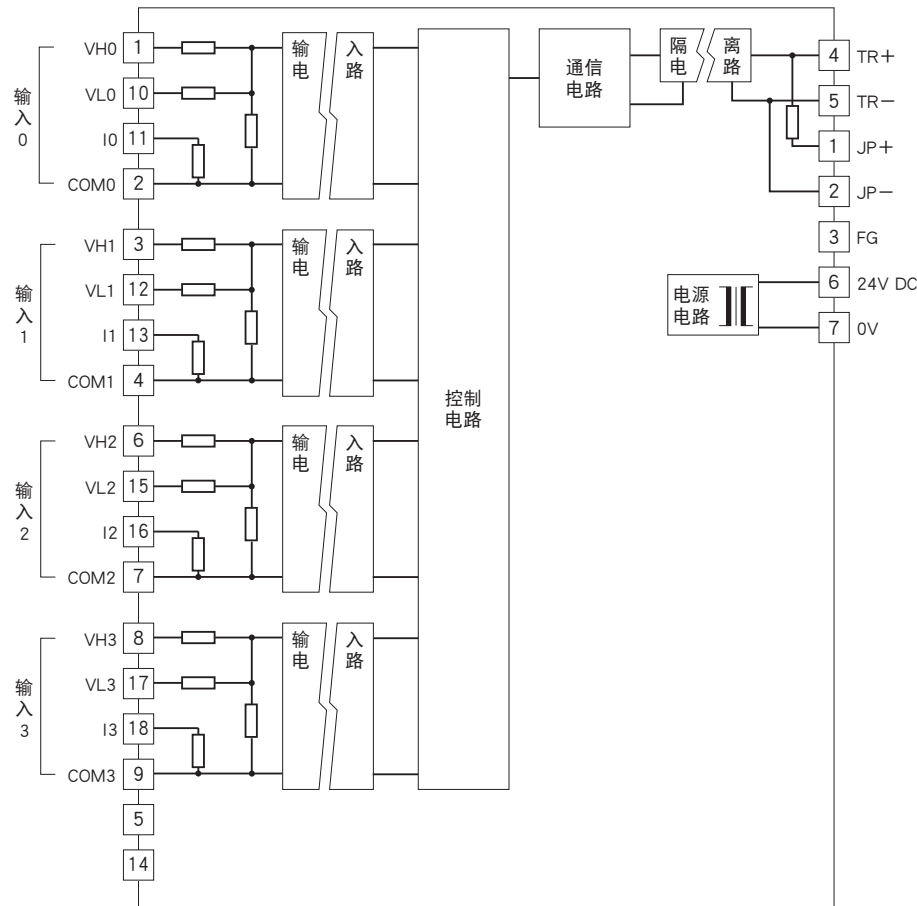 输入0
VH0 1
VL0 10
I0 11
COM0 2
输电
入路
输入1
VH1 3
VL1 12
I1 13
COM1 4
输电
入路
输入2
VH2 6
VL2 15
I2 16
COM2 7
输电
入路
输入3
VH3 8
VL3 17
I3 18
COM3 9
输电
入路
5
14
控制
电路
通信
电路
隔电
离路
4 TR+
5 TR−
1 JP+
2 JP−
3 FG
6 24V DC
7 0V
电源
电路